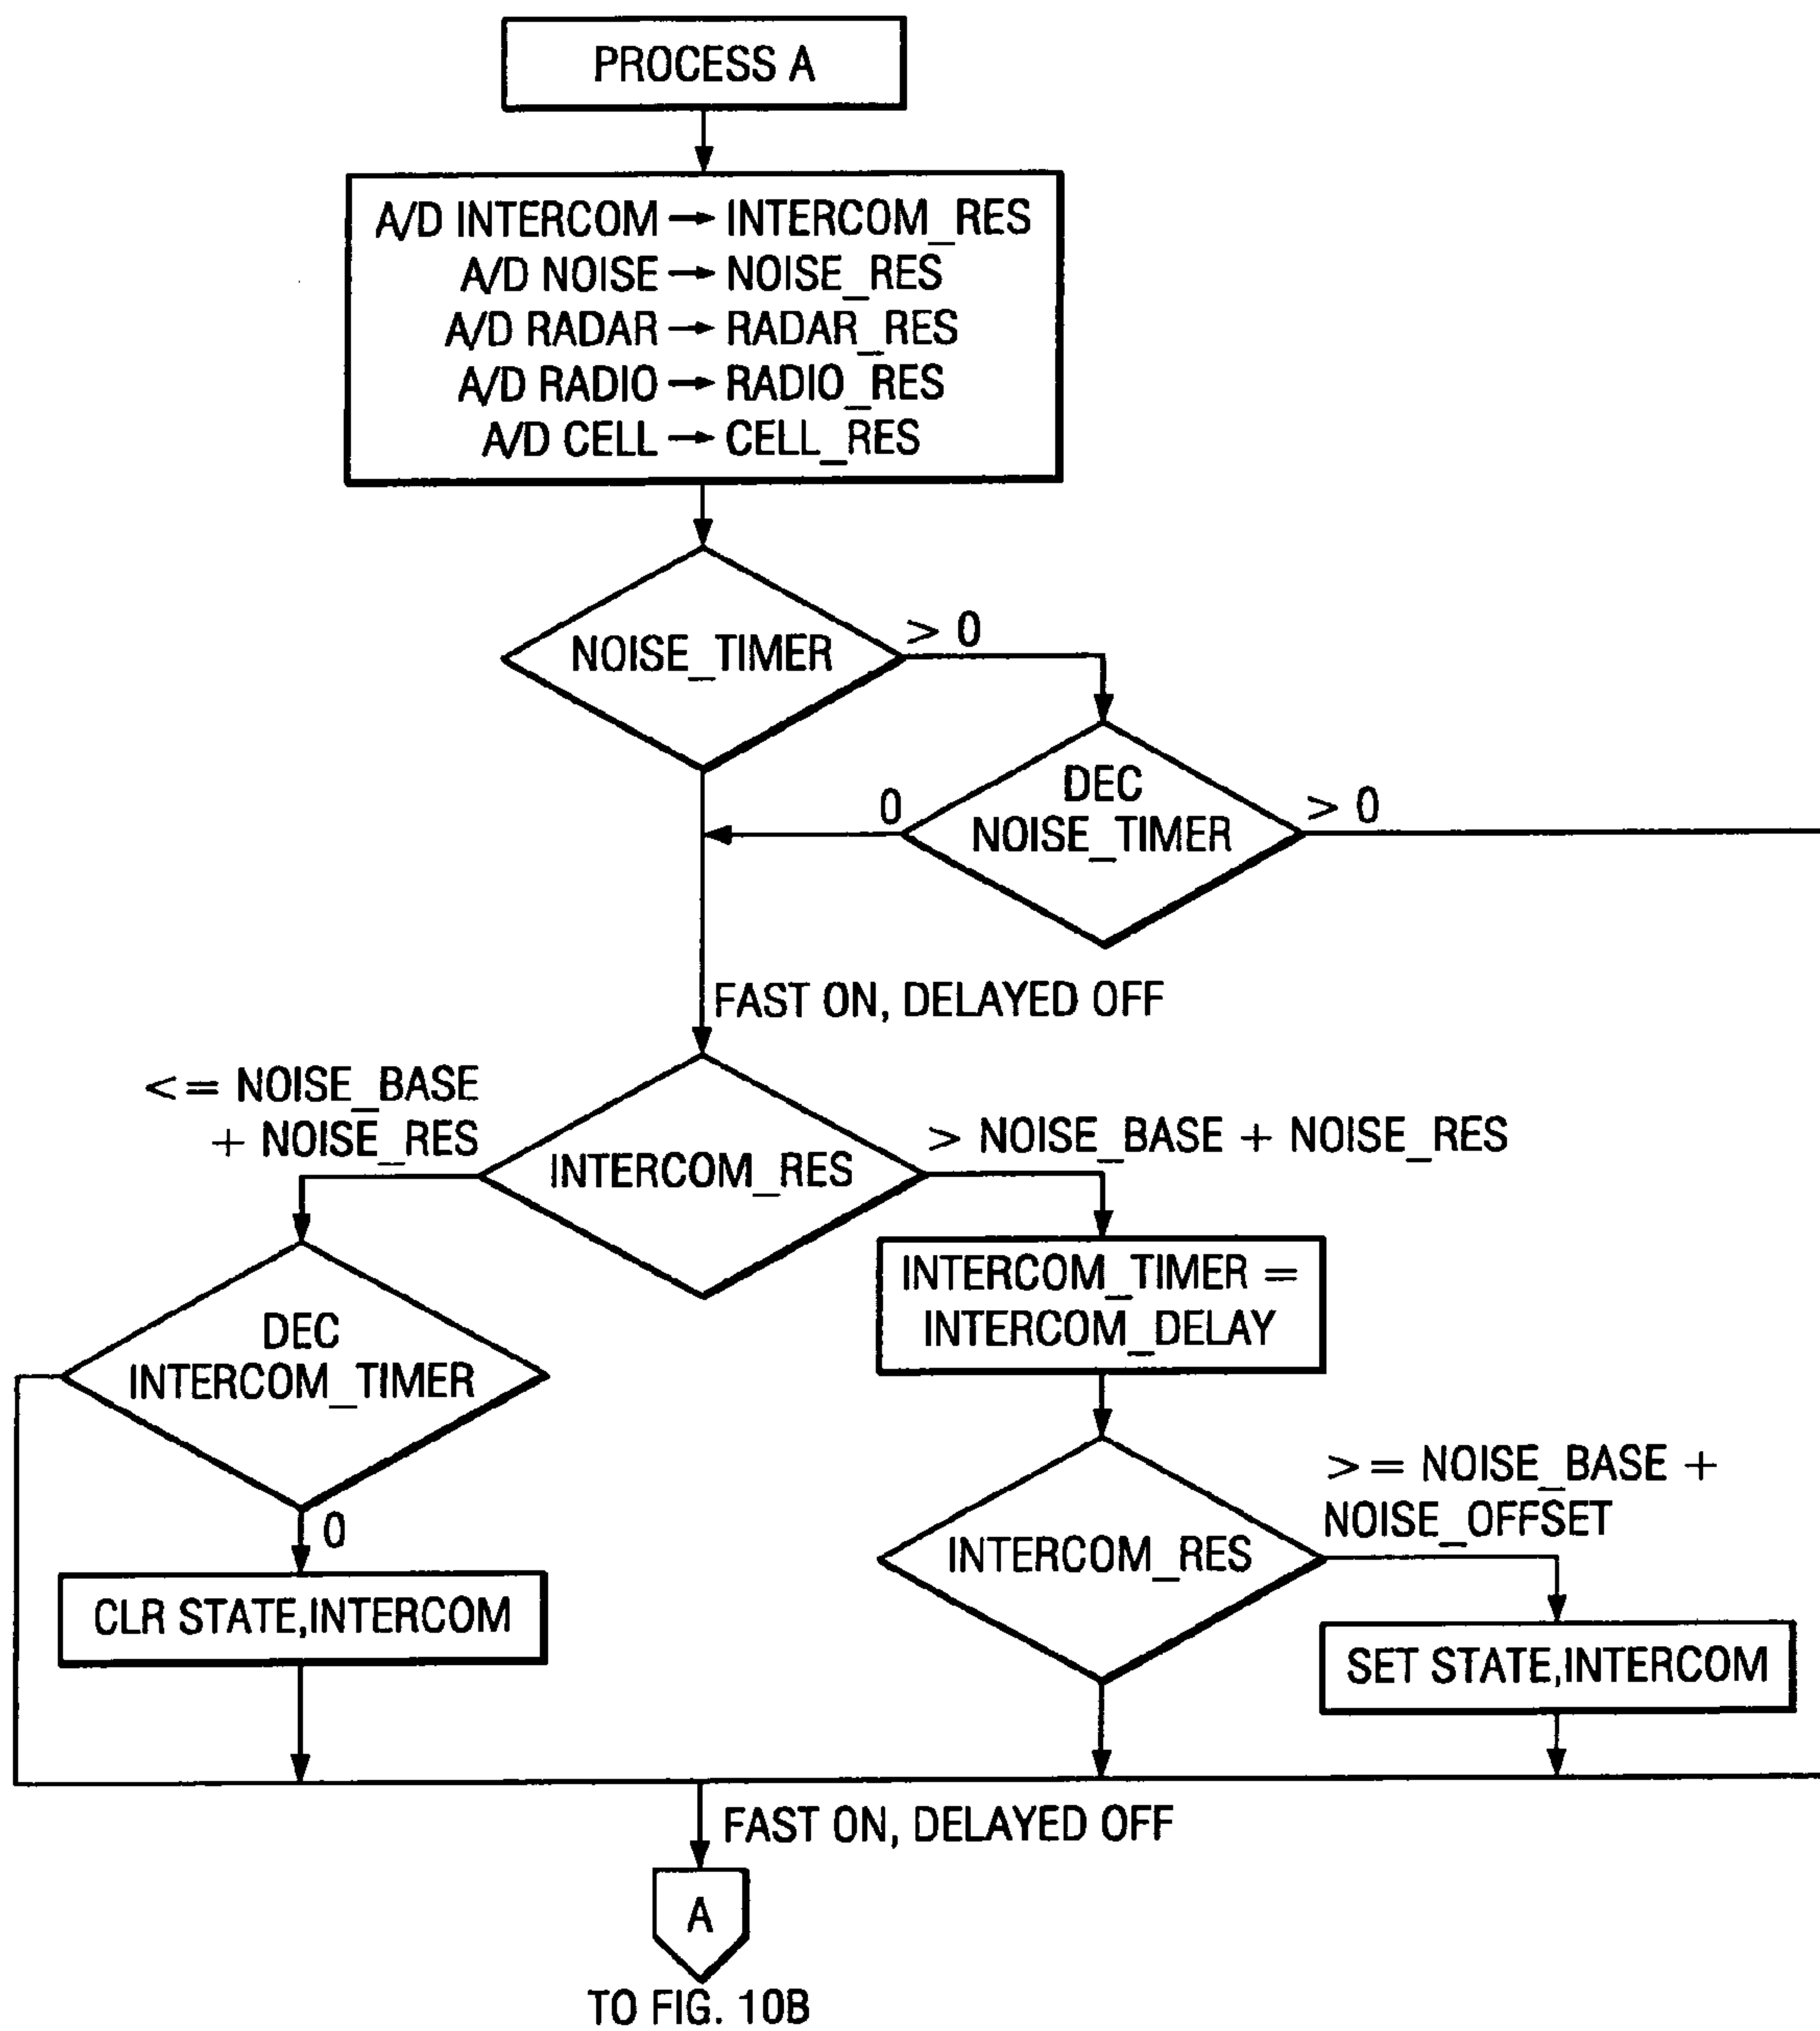 PROCESS A
A/D INTERCOM → INTERCOM_RES
A/D NOISE → NOISE_RES
A/D RADAR → RADAR_RES
A/D RADIO → RADIO_RES
A/D CELL → CELL_RES
NOISE_TIMER
> 0
DEC
NOISE_TIMER
0
> 0
FAST ON, DELAYED OFF
<= NOISE_BASE
+ NOISE_RES
INTERCOM_RES
> NOISE_BASE + NOISE_RES
DEC
INTERCOM_TIMER
0
CLR STATE,INTERCOM
INTERCOM_TIMER =
INTERCOM_DELAY
INTERCOM_RES
>= NOISE_BASE +
NOISE_OFFSET
SET STATE,INTERCOM
FAST ON, DELAYED OFF
A
TO FIG. 10B